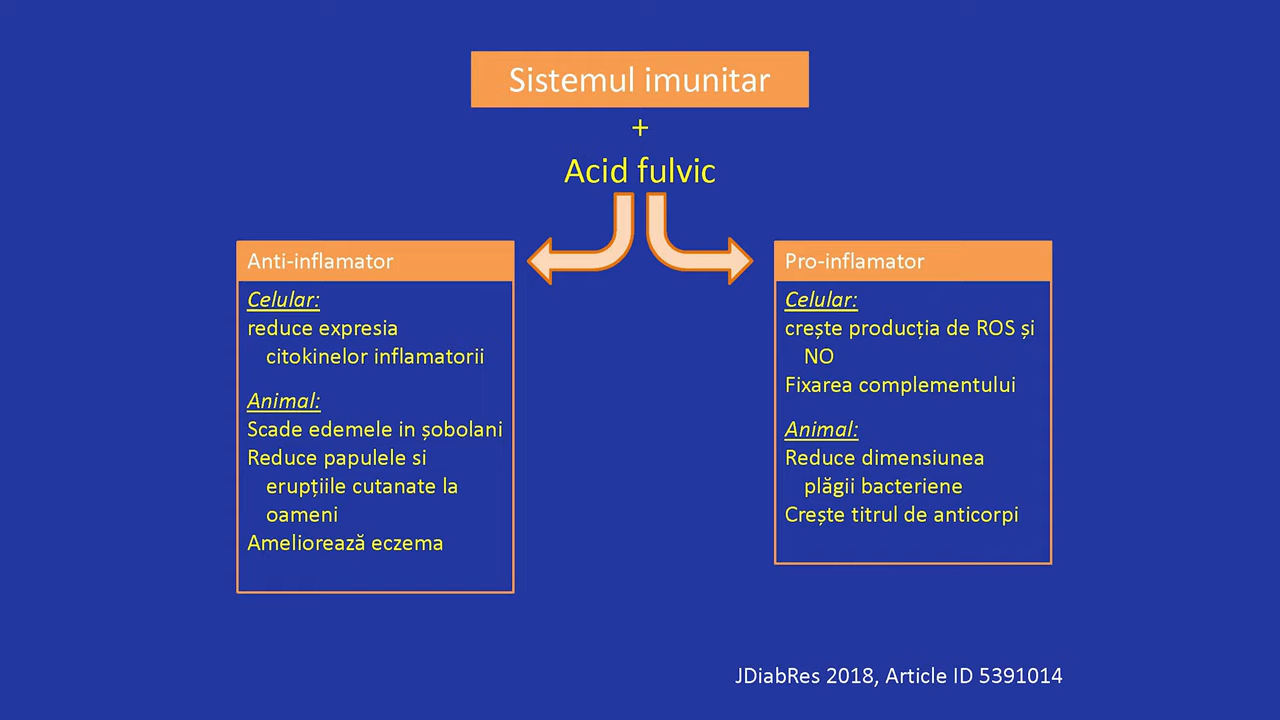 Sistemul imunitar
+
Acid fulvic
Anti-inflamator
Celular:
reduce expresia
citokinelor inflamatorii
Animal:
Scade edemele in șobolani
Reduce papulele si
erupțiile cutanate la
oameni
Ameliorează eczema
Pro-inflamator
Celular:
crește producția de ROS și
NO
Fixarea complementului
Animal:
Reduce dimensiunea
plăgii bacteriene
Crește titrul de anticorpi
JDiabRes 2018, Article ID 5391014